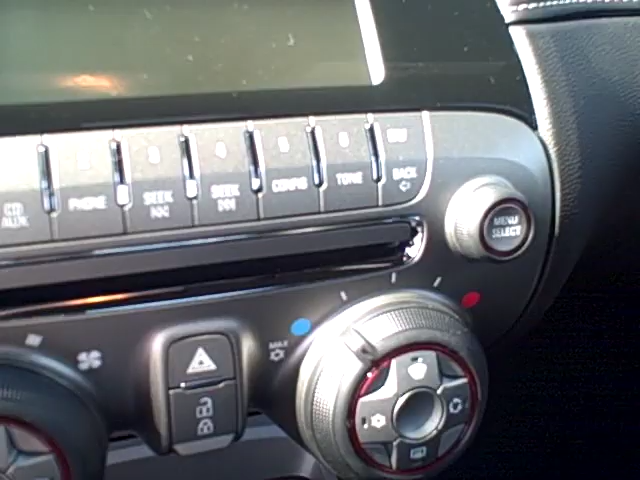 CD
AUX
PHONE
SEEK
SEEK
CONFIG
TONE
BACK
MENU
SELECT
MAX